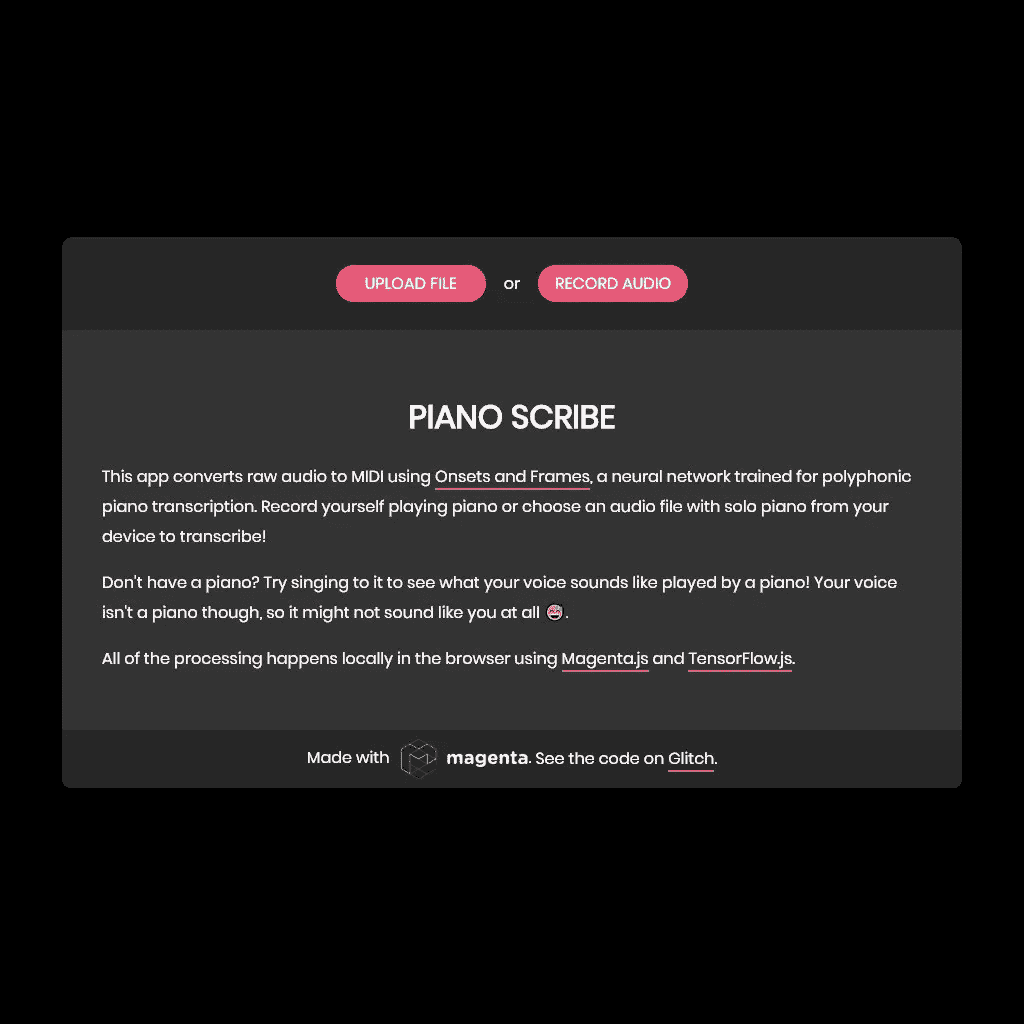 UPLOAD FILE or RECORD AUDIO
PIANO SCRIBE
This app converts raw audio to MIDI using Onsets and Frames, a neural network trained for polyphonic
piano transcription. Record yourself playing piano or choose an audio file with solo piano from your
device to transcribe!
Don't have a piano? Try singing to it to see what your voice sounds like played by a piano! Your voice
isn't a piano though, so it might not sound like you at all 😅.
All of the processing happens locally in the browser using Magenta.js and TensorFlow.js.
Made with magenta. See the code on Glitch.